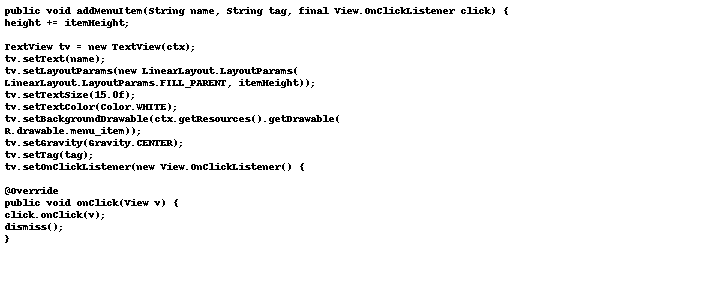 public void addMenuItem(String name, String tag, final View.OnClickListener click) {
height += itemHeight;
TextView tv = new TextView(ctx);
tv.setText(name);
tv.setLayoutParams(new LinearLayout.LayoutParams(
LinearLayout.LayoutParams.FILL_PARENT, itemHeight));
tv.setTextSize(15.0f);
tv.setTextColor(Color.WHITE);
tv.setBackgroundDrawable(ctx.getResources().getDrawable(
R.drawable.menu_item));
tv.setGravity(Gravity.CENTER);
tv.setTag(tag);
tv.setOnClickListener(new View.OnClickListener() {
@Override
public void onClick(View v) {
click.onClick(v);
dismiss();
}